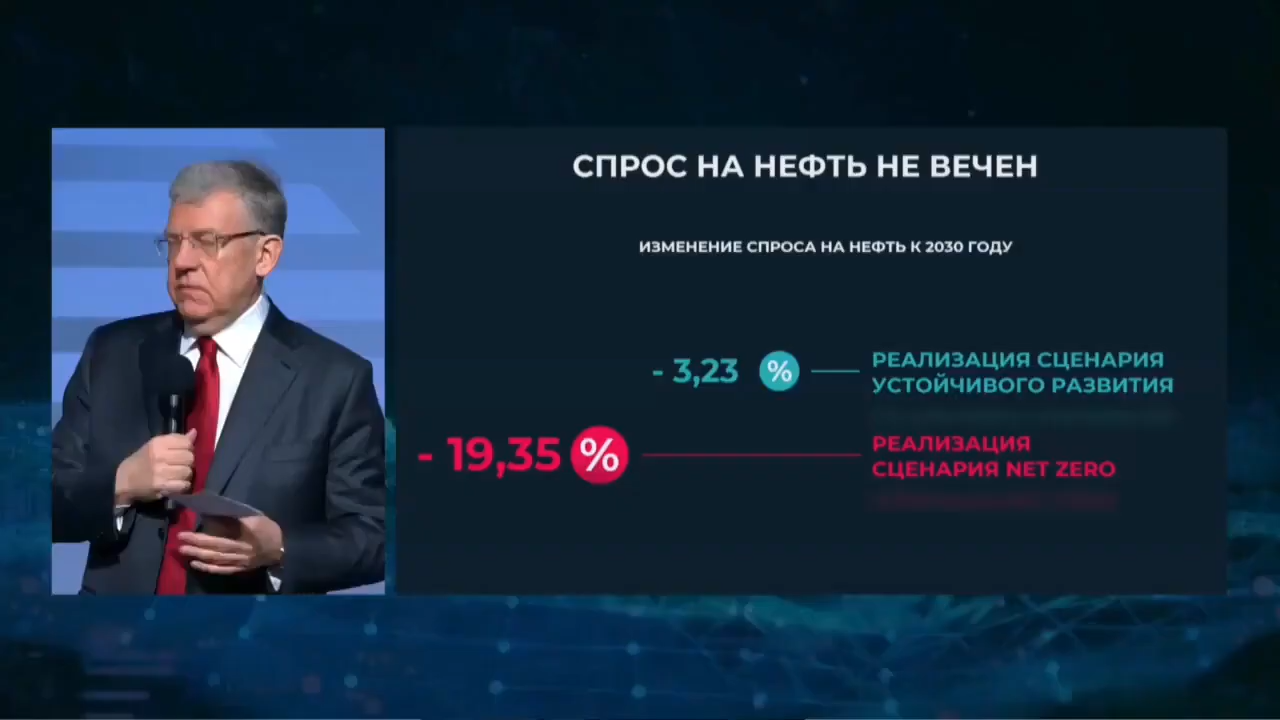 СПРОС НА НЕФТЬ НЕ ВЕЧЕН
ИЗМЕНЕНИЕ СПРОСА НА НЕФТЬ К 2030 ГОДУ
- 3,23 %
РЕАЛИЗАЦИЯ СЦЕНАРИЯ
УСТОЙЧИВОГО РАЗВИТИЯ
- 19,35 %
РЕАЛИЗАЦИЯ
СЦЕНАРИЯ NET ZERO